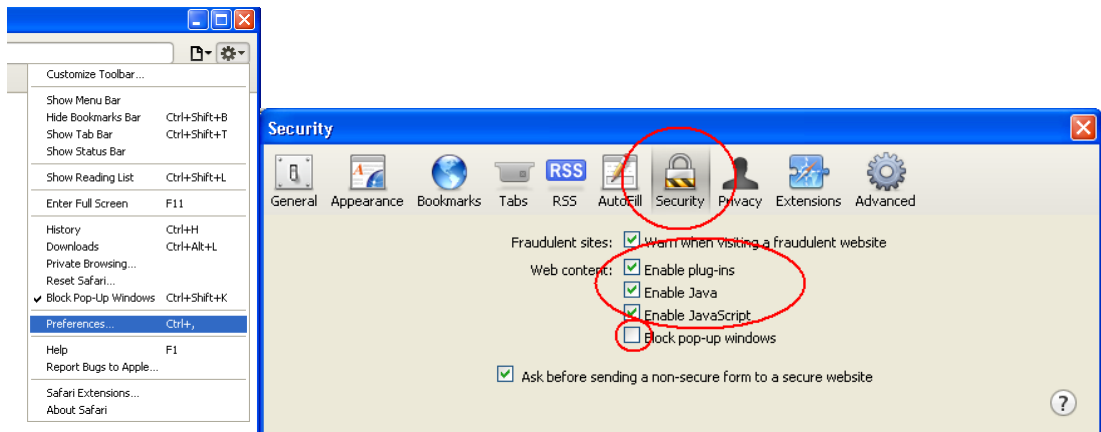 Customize Toolbar...
Show Menu Bar
Hide Bookmarks Bar Ctrl+Shift+B
Show Tab Bar Ctrl+Shift+T
Show Status Bar
Show Reading List Ctrl+Shift+L
Enter Full Screen F11
History Ctrl+H
Downloads Ctrl+Alt+L
Private Browsing...
Reset Safari...
Block Pop-Up Windows Ctrl+Shift+K
Preferences... Ctrl+,
Help F1
Report Bugs to Apple...
Safari Extensions...
About Safari
Security
RSS
General Appearance Bookmarks Tabs RSS AutoFill Security Privacy Extensions Advanced
Fraudulent sites: Warn when visiting a fraudulent website
Web content: Enable plug-ins
Enable Java
Enable JavaScript
Block pop-up windows
Ask before sending a non-secure form to a secure website
?